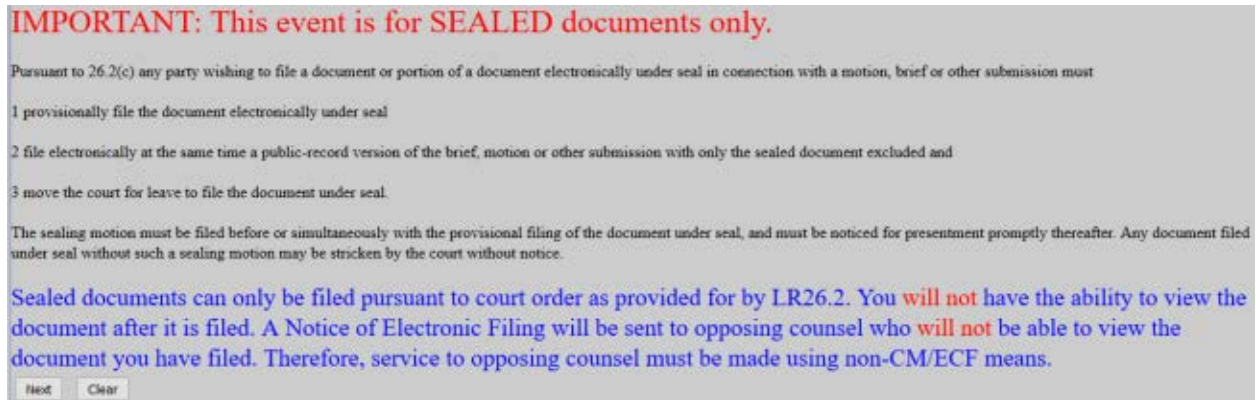 IMPORTANT: This event is for SEALED documents only.
Pursuant to 26.2(c) any party wishing to file a document or portion of a document electronically under seal in connection with a motion, brief or other submission must
1 provisionally file the document electronically under seal
2 file electronically at the same time a public-record version of the brief, motion or other submission with only the sealed document excluded and
3 move the court for leave to file the document under seal.
The sealing motion must be filed before or simultaneously with the provisional filing of the document under seal, and must be noticed for presentment promptly thereafter. Any document filed
under seal without such a sealing motion may be stricken by the court without notice.
Sealed documents can only be filed pursuant to court order as provided for by LR26.2. You will not have the ability to view the
document after it is filed. A Notice of Electronic Filing will be sent to opposing counsel who will not be able to view the
document you have filed. Therefore, service to opposing counsel must be made using non-CM/ECF means.
Next Clear